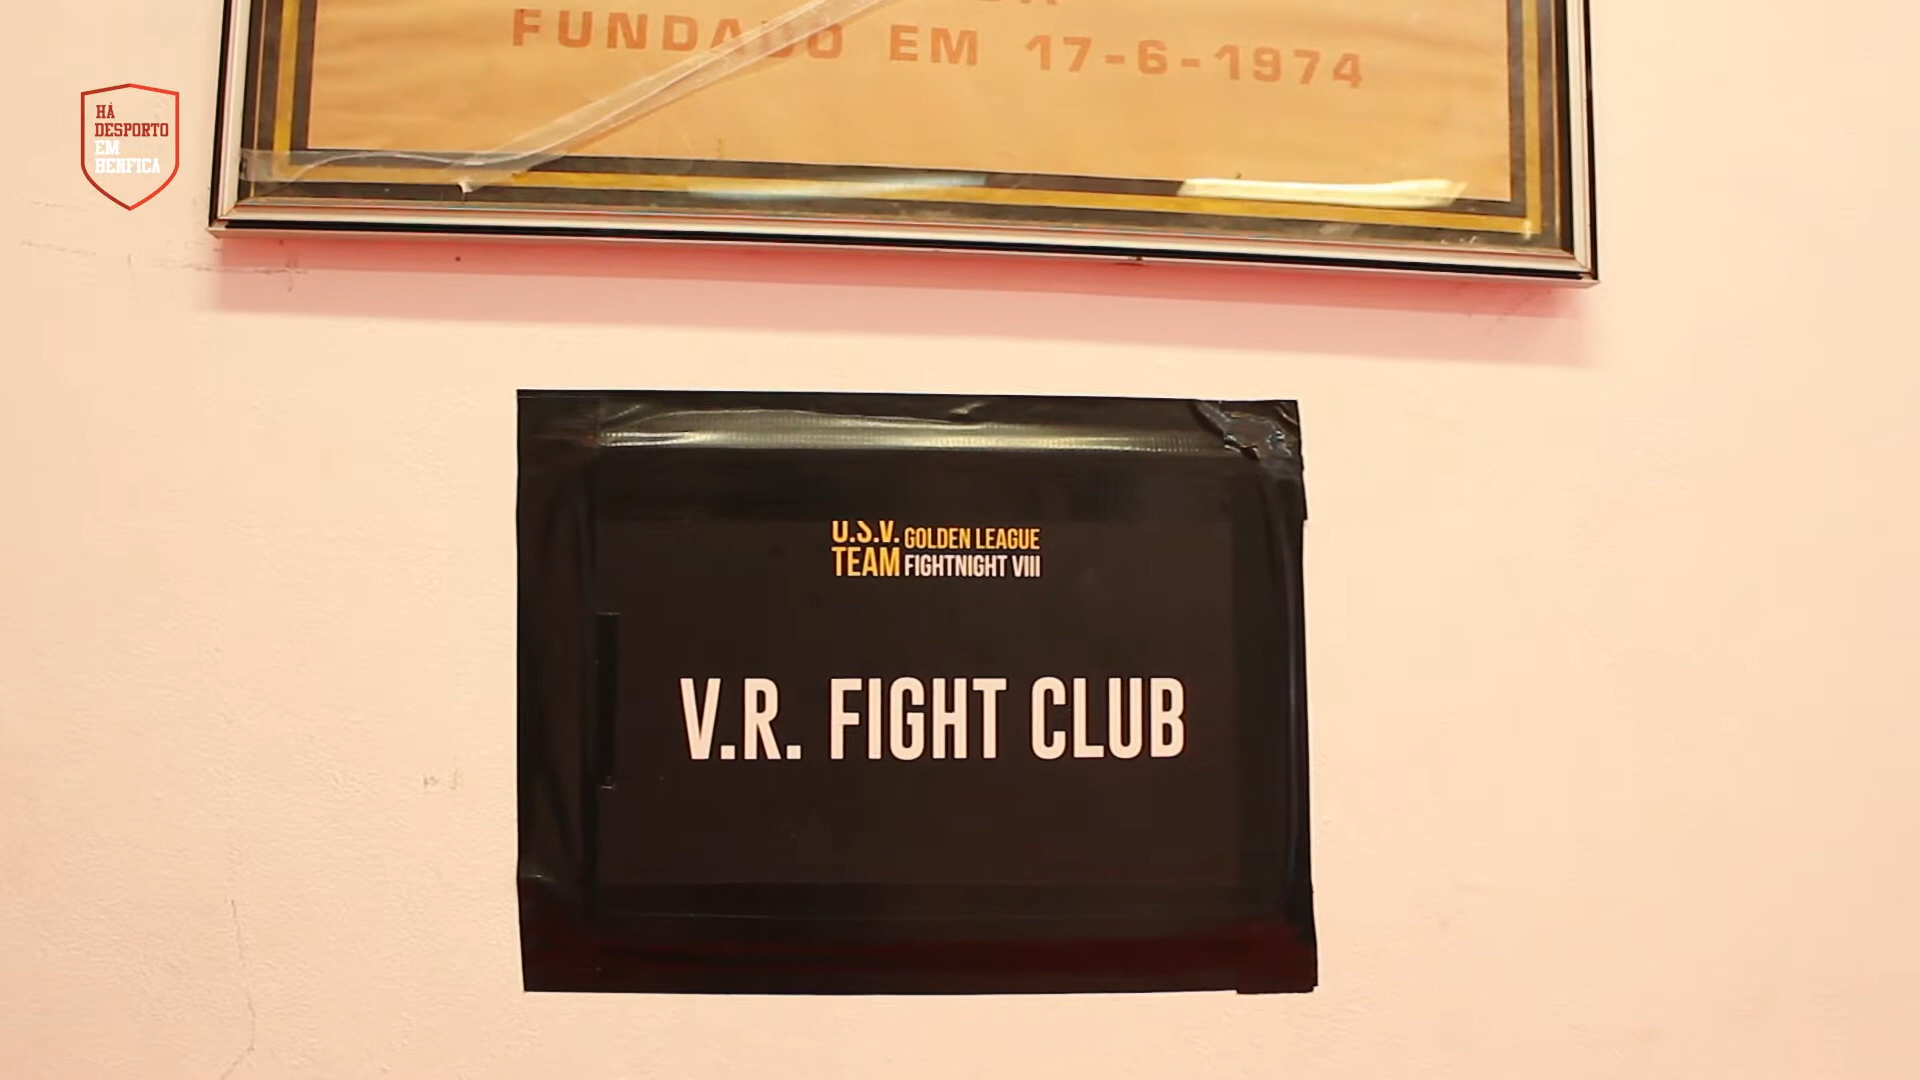 FUNDADO EM 17-6-1974
HÁ
DESPORTO
EM
BENFICA
U.S.V. GOLDEN LEAGUE
TEAM FIGHTNIGHT VIII
V.R. FIGHT CLUB